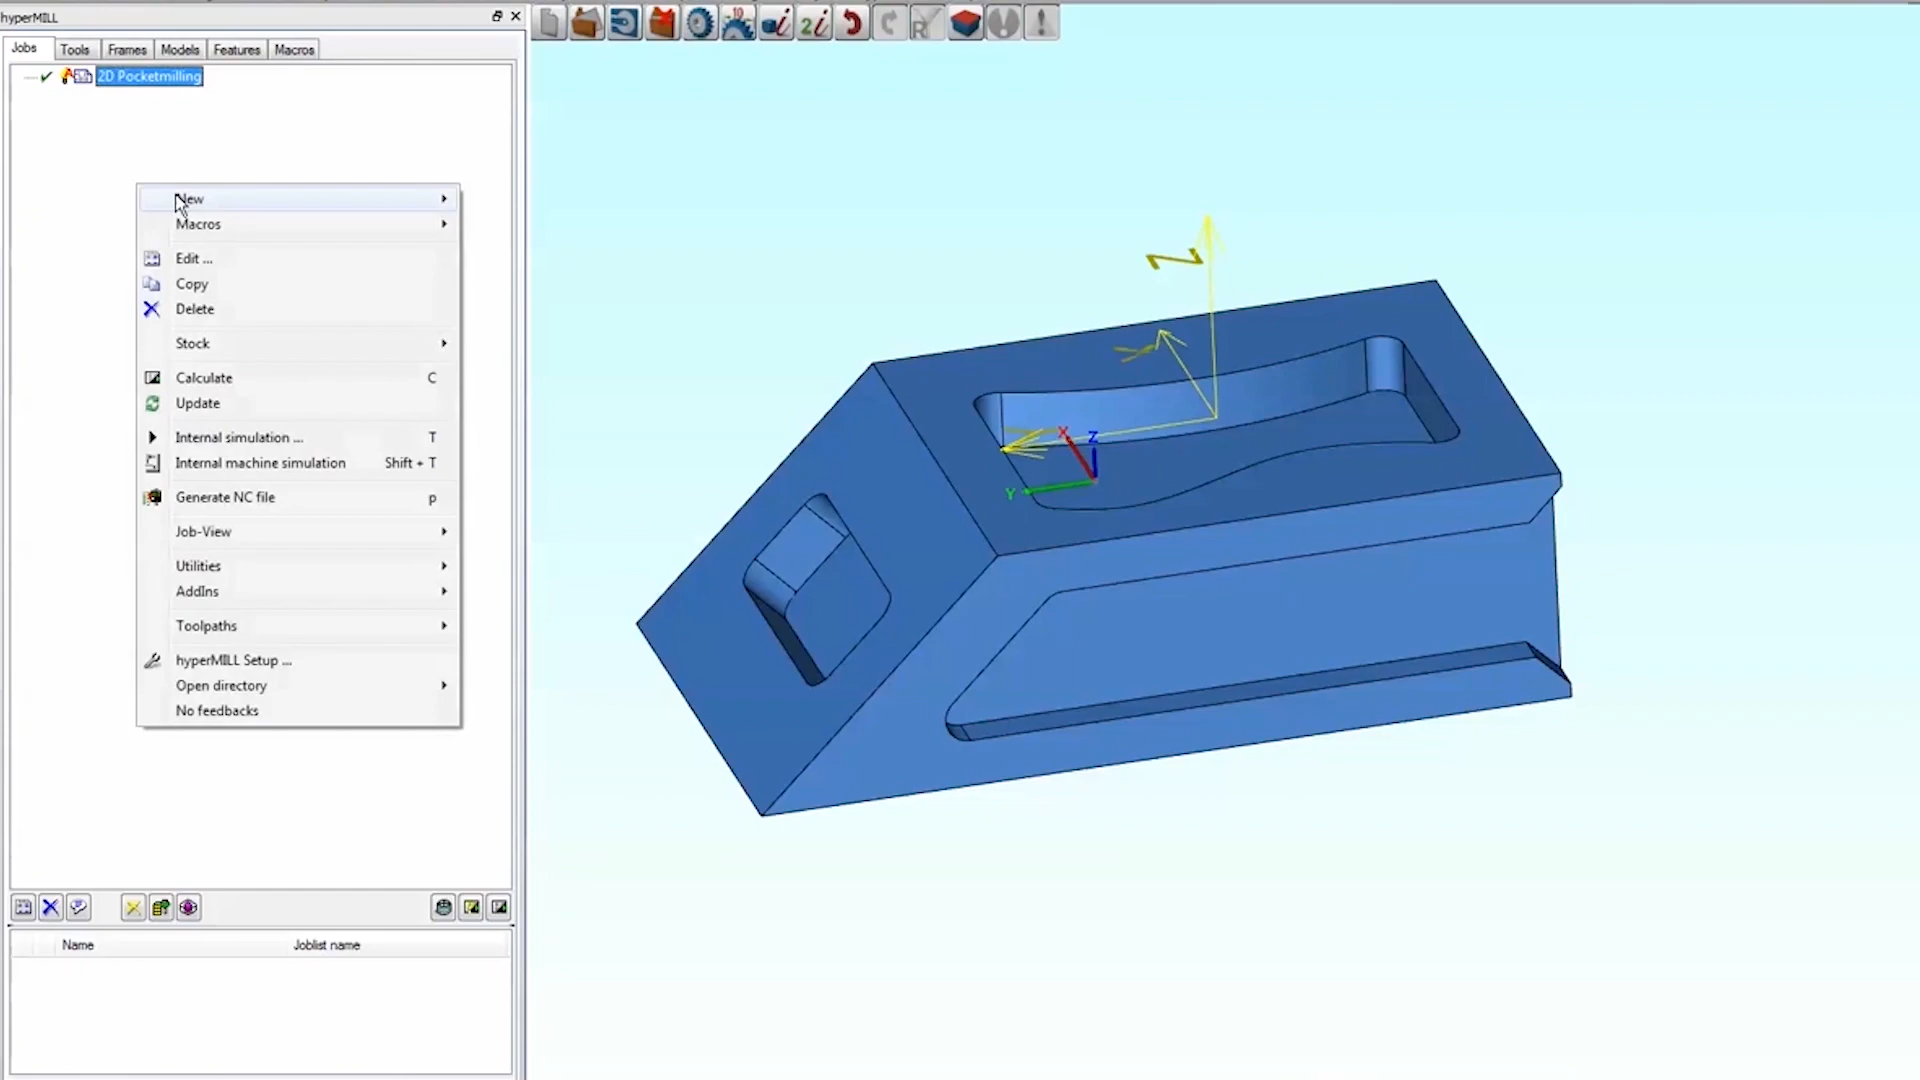 hyperMILL
Jobs Tools Frames Models Features Macros
2D Pocketmilling
New
Macros
Edit ...
Copy
Delete
Stock
Calculate C
Update
Internal simulation ... T
Internal machine simulation Shift + T
Generate NC file p
Job-View
Utilities
AddIns
Toolpaths
hyperMILL Setup ...
Open directory
No feedbacks
Name Joblist name
10
2
R
Z
Y
X Z
Y